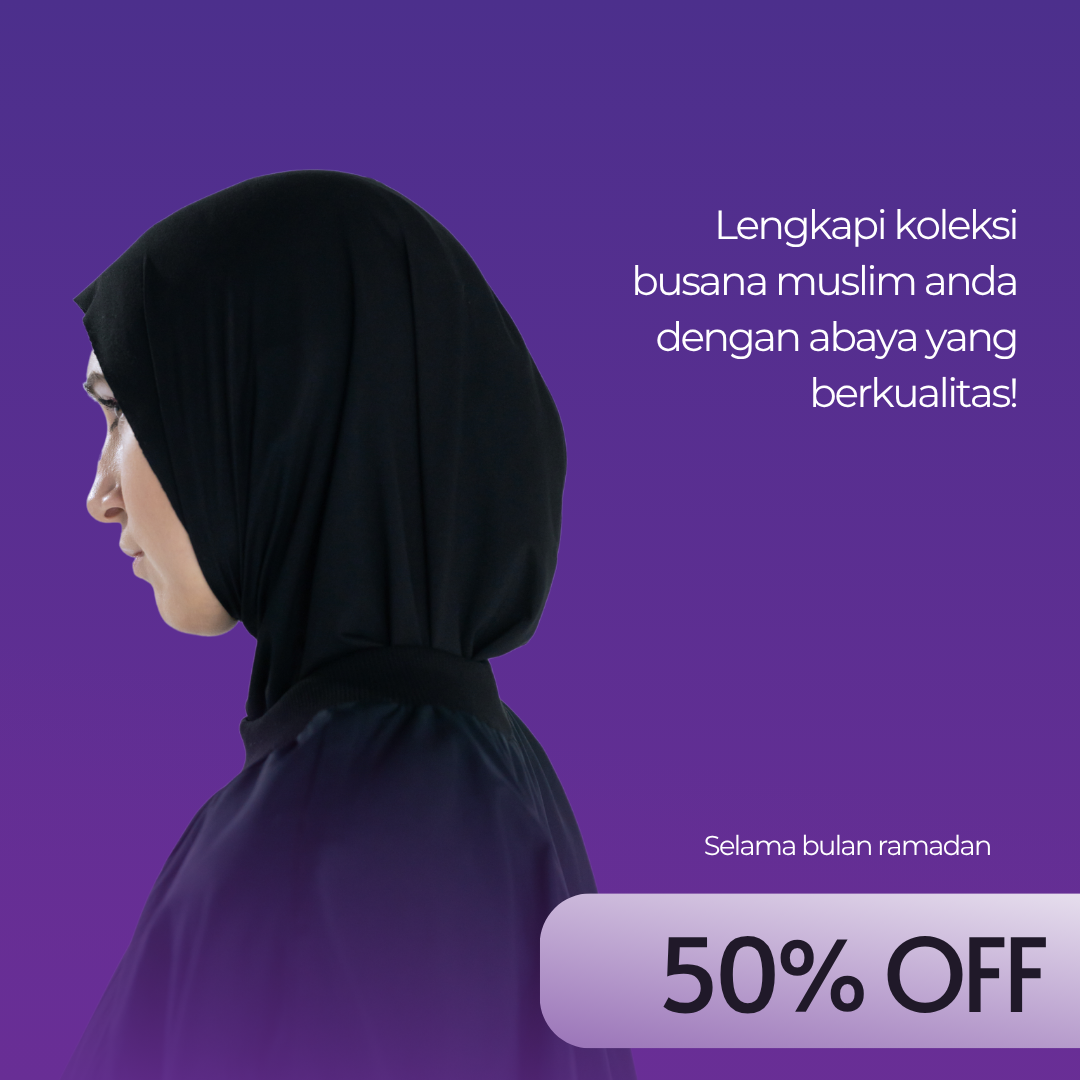 Lengkapi koleksi
busana muslim anda
dengan abaya yang
berkualitas!
Selama bulan ramadan
50% OFF